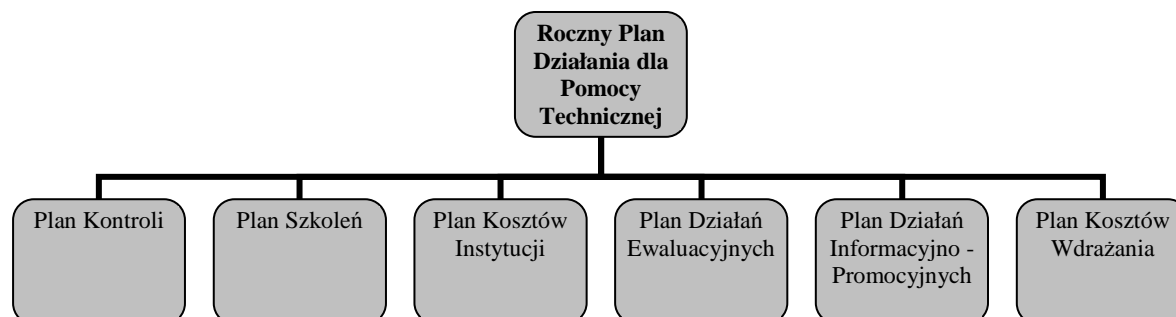 Roczny Plan
Działania dla
Pomocy
Technicznej
Plan Kontroli
Plan Szkoleń
Plan Kosztów
Instytucji
Plan Działań
Ewaluacyjnych
Plan Działań
Informacyjno -
Promocyjnych
Plan Kosztów
Wdrażania